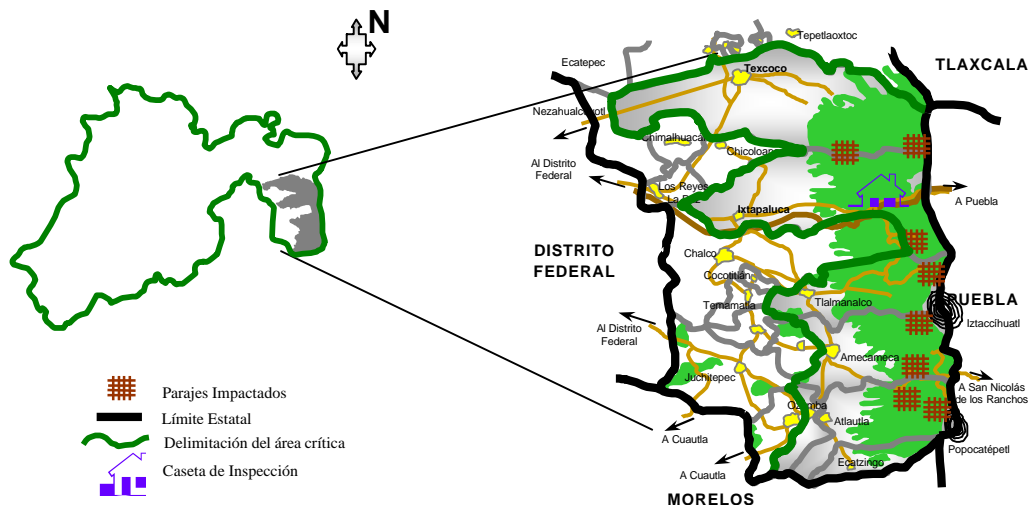 N
Tepetlaoxtoc
Ecatepec
TLAXCALA
Texcoco
Nezahualcoyotl
Chimalhuacan
Chicoloapan
Al Distrito
Federal
Los Reyes
La Paz
A Puebla
Ixtapaluca
DISTRITO
FEDERAL
Chalco
Cocotitlán
Temamatla
Tlalmanalco
PUEBLA
Iztaccíhuatl
Al Distrito
Federal
Amecameca
Juchitepec
A San Nicolás
de los Ranchos
Ozumba
Atlautla
A Cuautla
Popocatépetl
Ecatzingo
A Cuautla
MORELOS
Parajes Impactados
Límite Estatal
Delimitación del área crítica
Caseta de Inspección